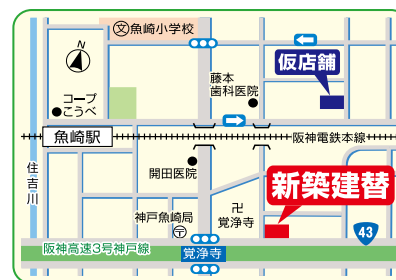 文 魚崎小学校
N
仮店舗
藤本
歯科医院
コープ
こうべ
魚崎駅
阪神電鉄本線
住吉川
開田医院
新築建替
卍
覚浄寺
神戸魚崎局
〒
43
阪神高速3号神戸線
覚浄寺